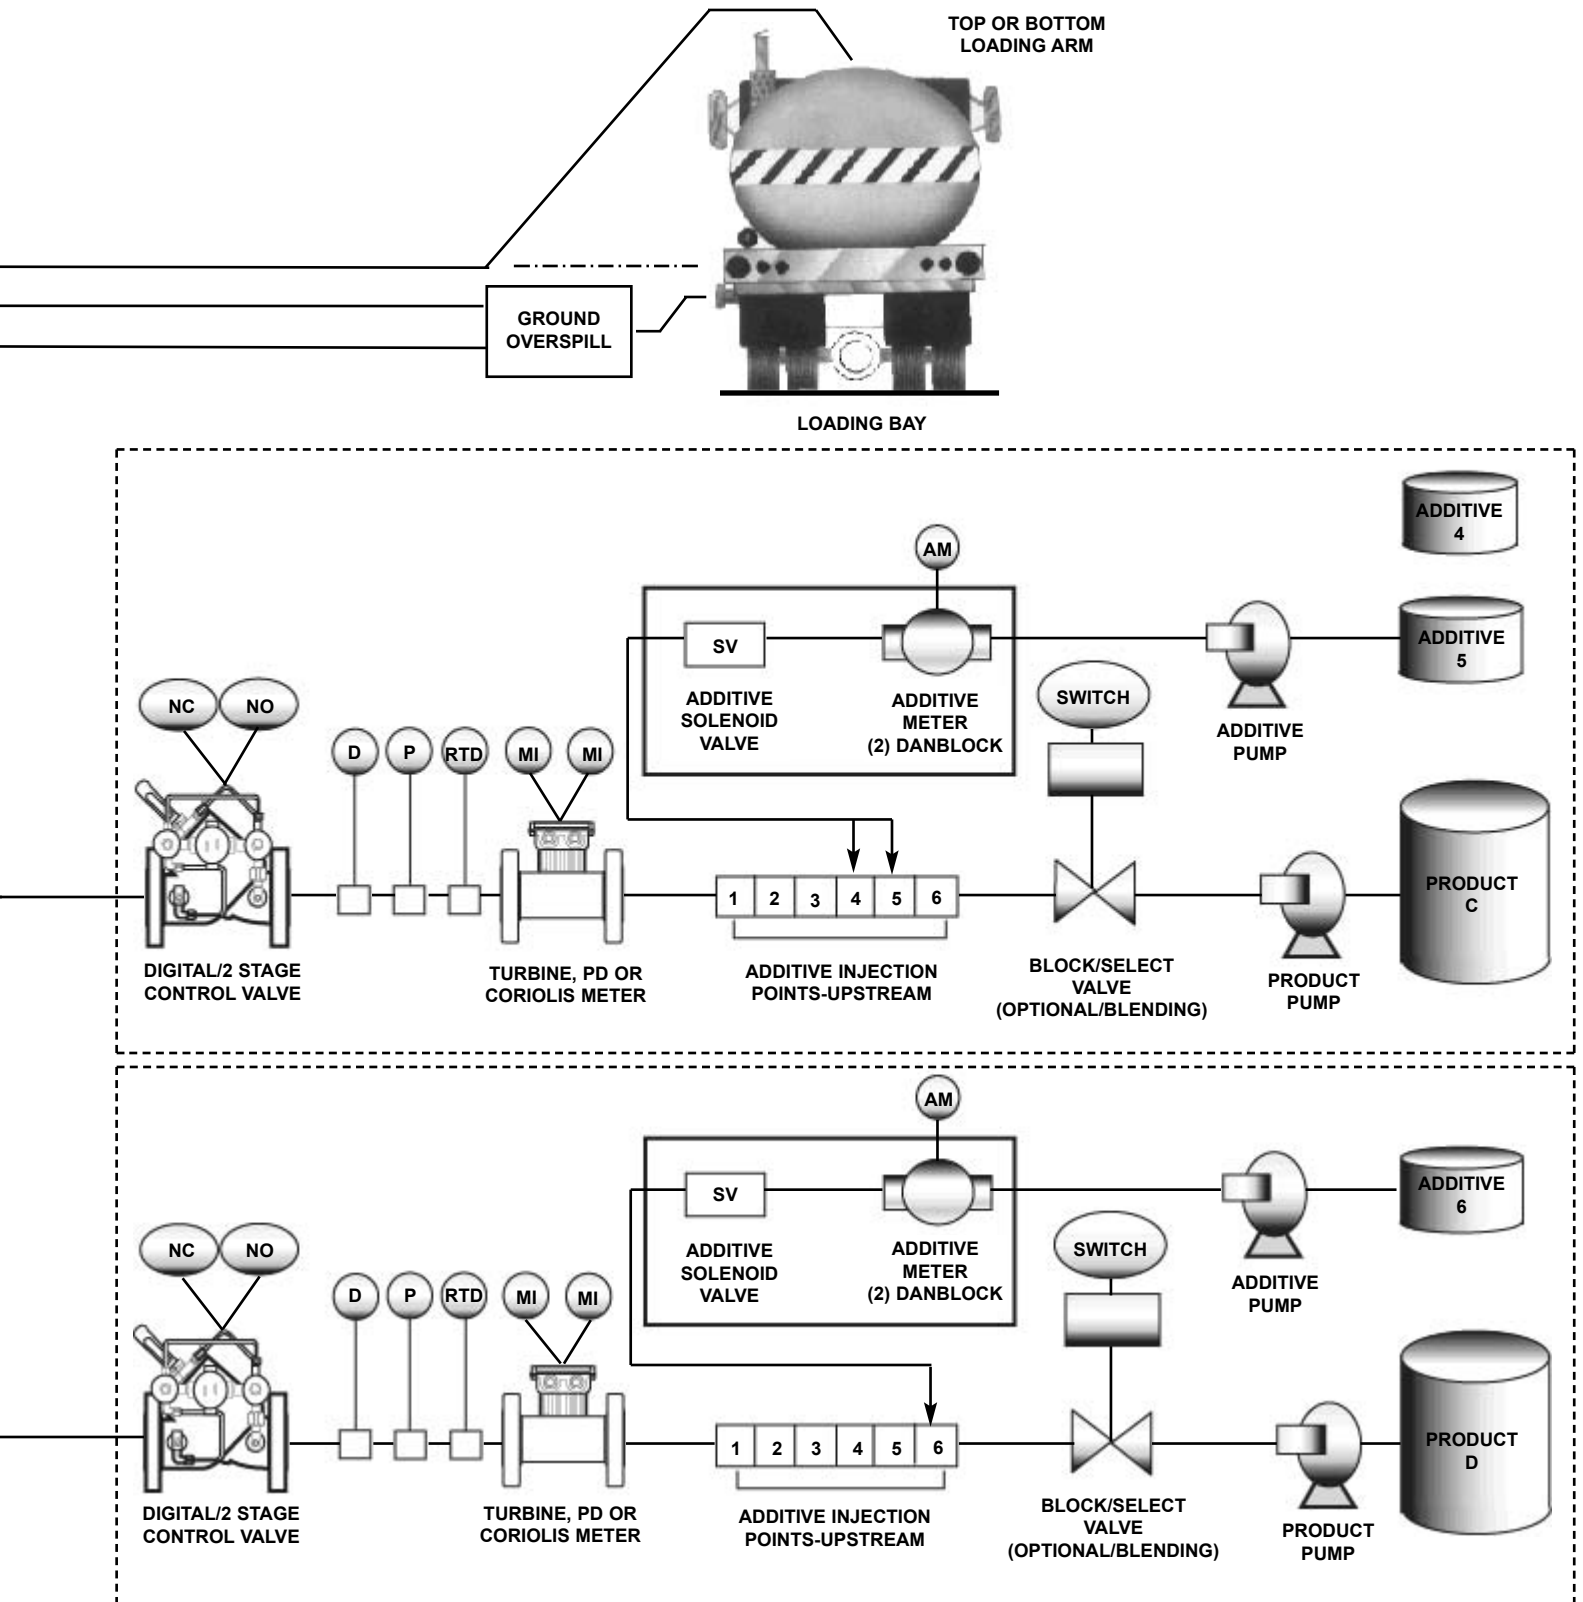 TOP OR BOTTOM
LOADING ARM
GROUND
OVERSPILL
LOADING BAY
ADDITIVE
4
AM
SV
ADDITIVE
5
ADDITIVE
SOLENOID
VALVE
ADDITIVE
METER
(2) DANBLOCK
SWITCH
ADDITIVE
PUMP
NC
NO
D
P
RTD
MI
MI
1 2 3 4 5 6
PRODUCT
C
DIGITAL/2 STAGE
CONTROL VALVE
TURBINE, PD OR
CORIOLIS METER
ADDITIVE INJECTION
POINTS-UPSTREAM
BLOCK/SELECT
VALVE
(OPTIONAL/BLENDING)
PRODUCT
PUMP
AM
SV
ADDITIVE
6
ADDITIVE
SOLENOID
VALVE
ADDITIVE
METER
(2) DANBLOCK
SWITCH
ADDITIVE
PUMP
NC
NO
D
P
RTD
MI
MI
1 2 3 4 5 6
PRODUCT
D
DIGITAL/2 STAGE
CONTROL VALVE
TURBINE, PD OR
CORIOLIS METER
ADDITIVE INJECTION
POINTS-UPSTREAM
BLOCK/SELECT
VALVE
(OPTIONAL/BLENDING)
PRODUCT
PUMP